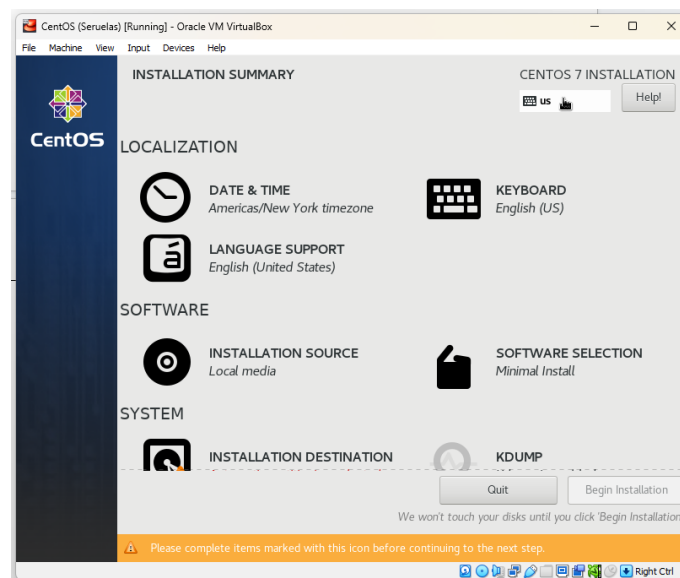 CentOS (Seruelas) [Running] - Oracle VM VirtualBox
File Machine View Input Devices Help
INSTALLATION SUMMARY
CENTOS 7 INSTALLATION
us
Help!
CentOS
LOCALIZATION
DATE & TIME
Americas/New York timezone
KEYBOARD
English (US)
LANGUAGE SUPPORT
English (United States)
SOFTWARE
INSTALLATION SOURCE
Local media
SOFTWARE SELECTION
Minimal Install
SYSTEM
INSTALLATION DESTINATION
KDUMP
Quit
Begin Installation
We won't touch your disks until you click 'Begin Installation
Please complete items marked with this icon before continuing to the next step.
Right Ctrl